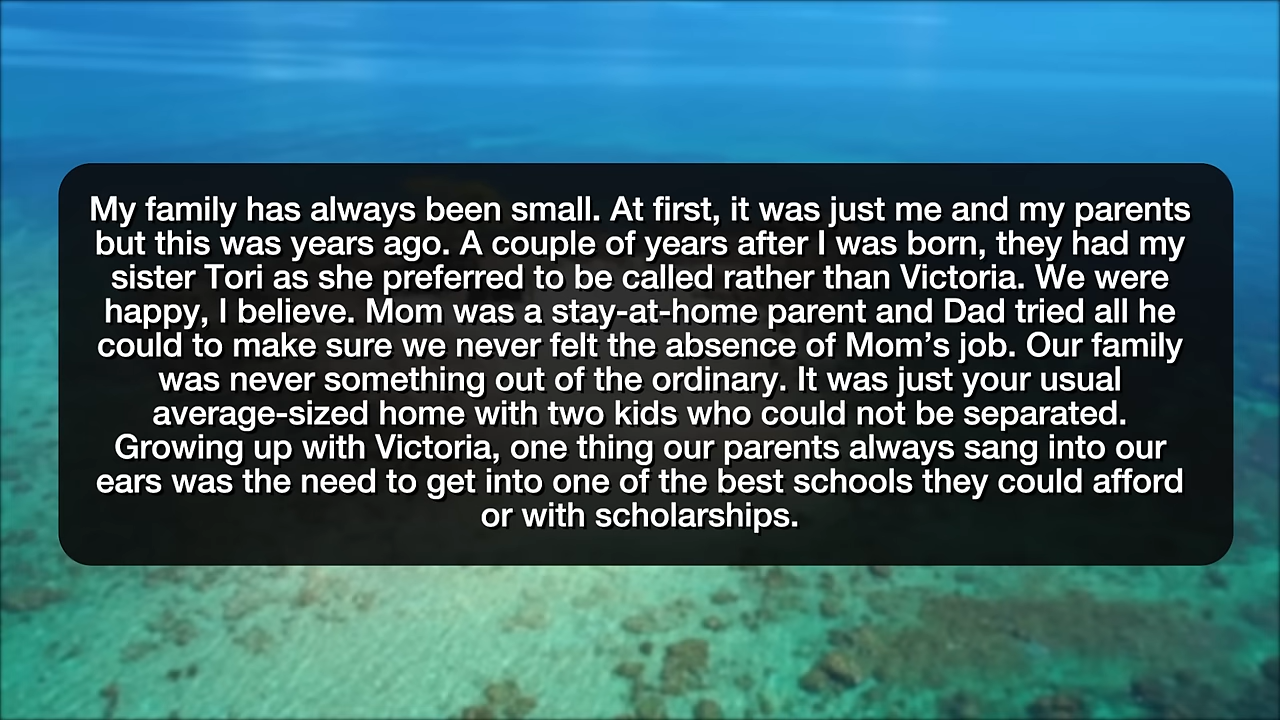 My family has always been small. At first, it was just me and my parents
but this was years ago. A couple of years after I was born, they had my
sister Tori as she preferred to be called rather than Victoria. We were
happy, I believe. Mom was a stay-at-home parent and Dad tried all he
could to make sure we never felt the absence of Mom’s job. Our family
was never something out of the ordinary. It was just your usual
average-sized home with two kids who could not be separated.
Growing up with Victoria, one thing our parents always sang into our
ears was the need to get into one of the best schools they could afford
or with scholarships.